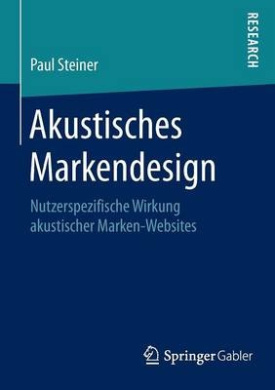 RESEARCH
Paul Steiner
Akustisches
Markendesign
Nutzerspezifische Wirkung
akustischer Marken-Websites
Springer Gabler